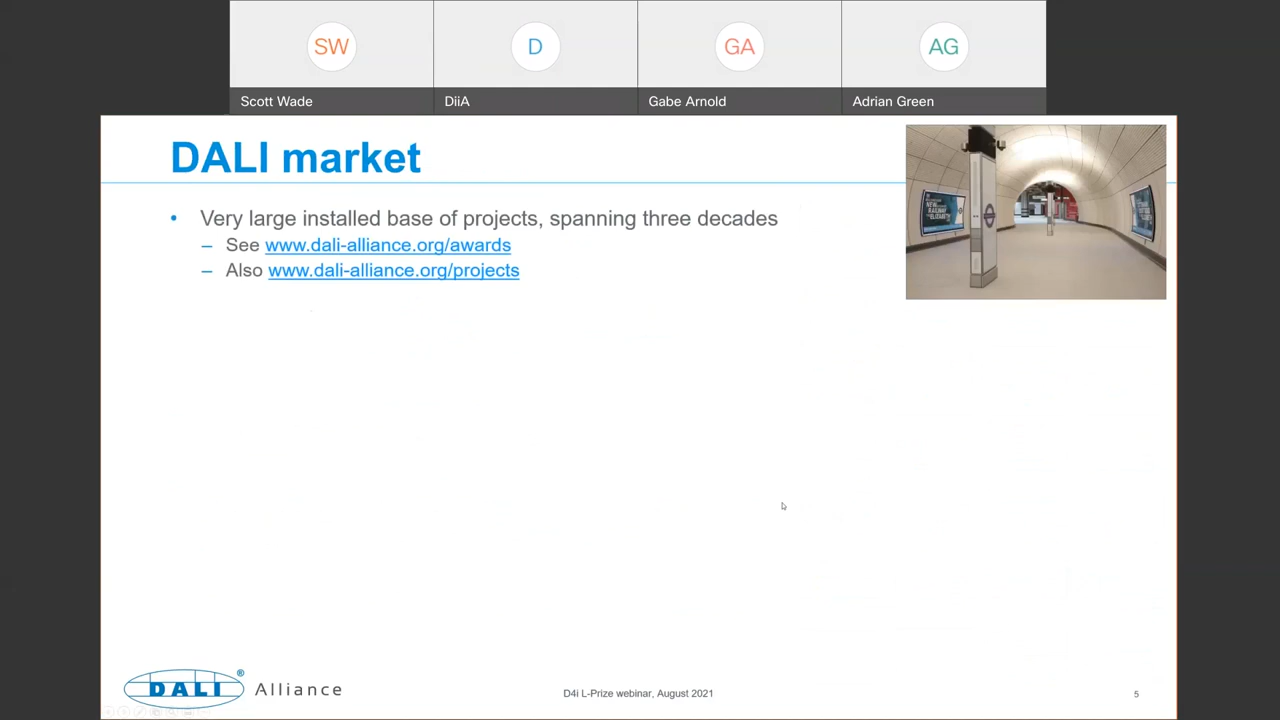 SW
D
GA
AG
Scott Wade
DiiA
Gabe Arnold
Adrian Green
DALI market
• Very large installed base of projects, spanning three decades
– See www.dali-alliance.org/awards
– Also www.dali-alliance.org/projects
DALI® Alliance
D4i L-Prize webinar, August 2021
5